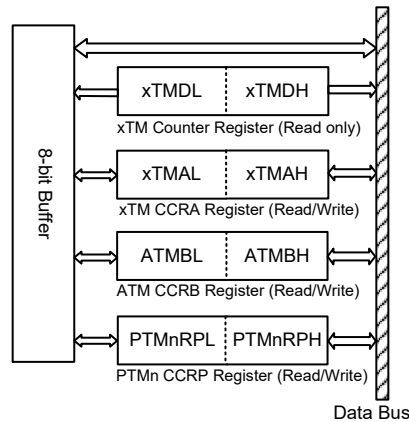 8-bit Buffer
xTMDL xTMDH
xTM Counter Register (Read only)
xTMAL xTMAH
xTM CCRA Register (Read/Write)
ATMBL ATMBH
ATM CCRB Register (Read/Write)
PTMnRPL PTMnRPH
PTMn CCRP Register (Read/Write)
Data Bus